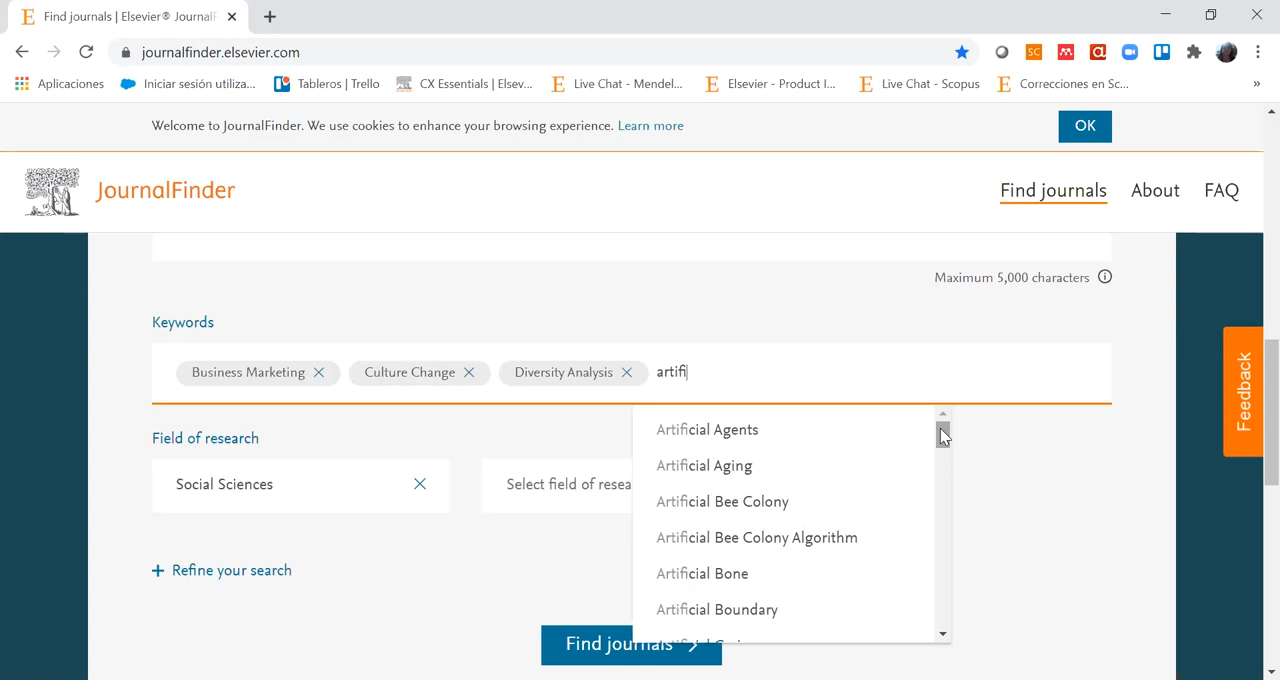 Find journals | Elsevier® JournalF
journalfinder.elsevier.com
Aplicaciones
Iniciar sesión utiliza...
Tableros | Trello
CX Essentials | Elsev...
Live Chat - Mendel...
Elsevier - Product I...
Live Chat - Scopus
Correcciones en Sc...
Welcome to JournalFinder. We use cookies to enhance your browsing experience. Learn more
OK
JournalFinder
Find journals
About
FAQ
Maximum 5,000 characters
Keywords
Business Marketing
Culture Change
Diversity Analysis
artifi
Artificial Agents
Artificial Aging
Artificial Bee Colony
Artificial Bee Colony Algorithm
Artificial Bone
Artificial Boundary
Field of research
Social Sciences
Select field of resea
+ Refine your search
Find journals
Feedback